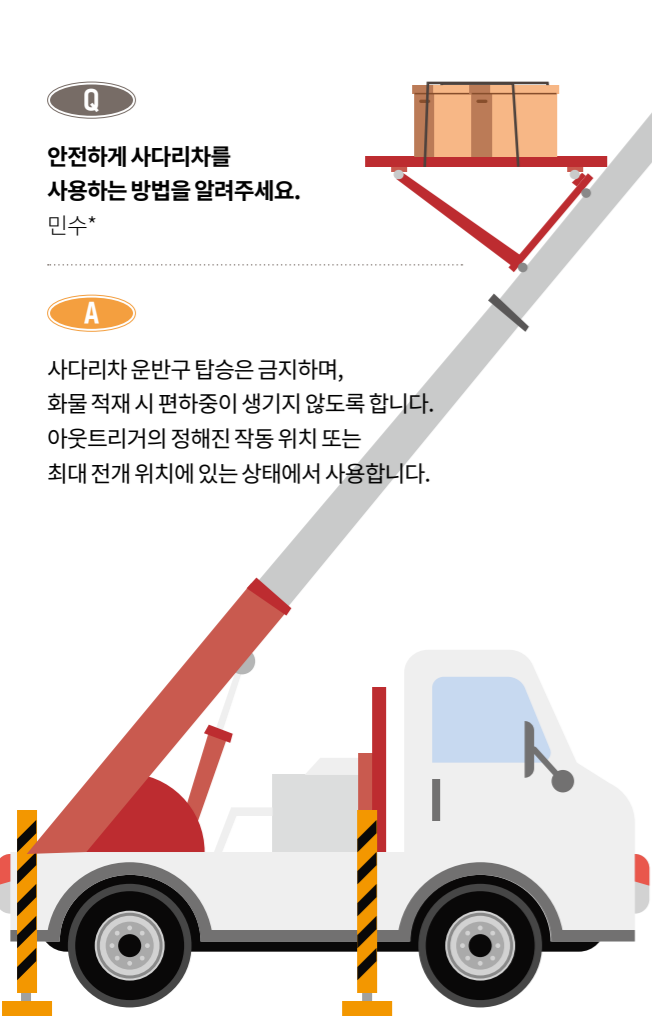 Q
안전하게 사다리차를
사용하는 방법을 알려주세요.
민수*
A
사다리차 운반구 탑승은 금지하며,
화물 적재 시 편하중이 생기지 않도록 합니다.
아웃트리거의 정해진 작동 위치 또는
최대 전개 위치에 있는 상태에서 사용합니다.